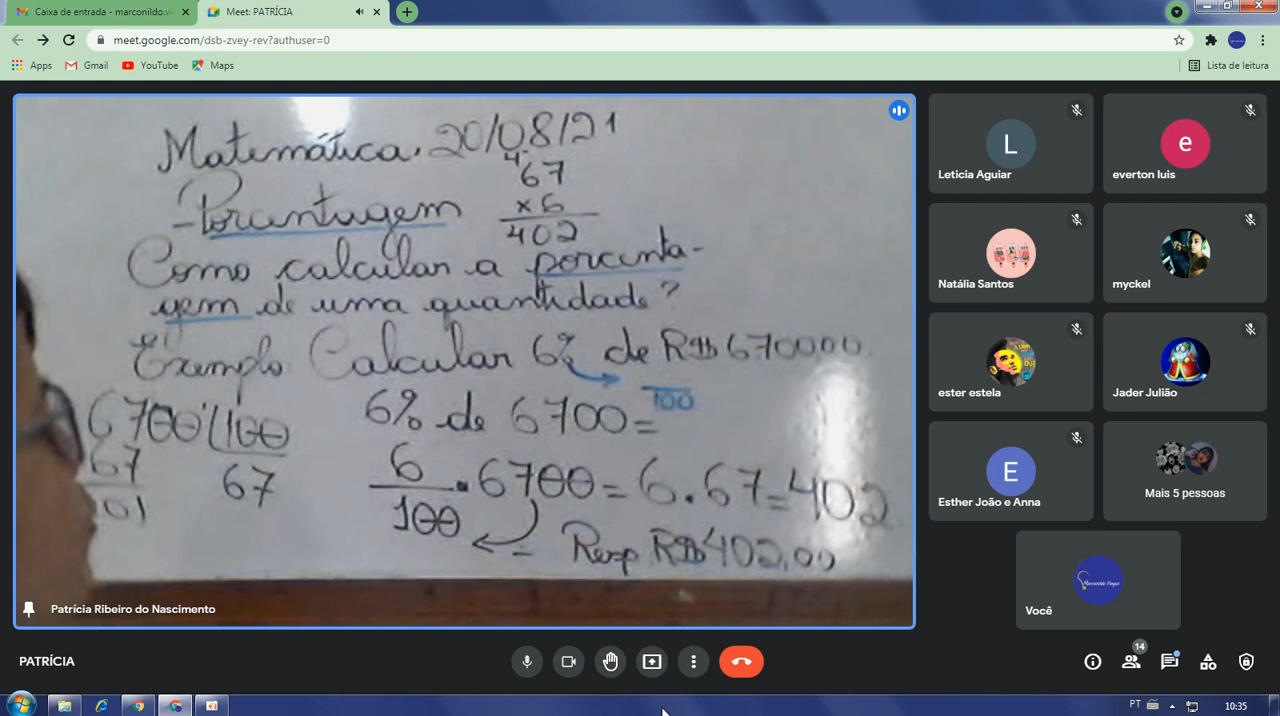 Caixa de entrada - marconildo.vi
Meet: PATRÍCIA
meet.google.com/dsb-zvey-rev?authuser=0
Apps Gmail YouTube Maps
Lista de leitura
Matemática. 20/08/21
- Porcentagem
4
67
x 6
402
Como calcular a porcenta-
gem de uma quantidade?
Exemplo Calcular 6% de R$ 6700,00
100
6% de 6700 =
6700 100
67 67
01
6/100 . 6700 = 6.67 = 402
= Resp R$ 402,00
Patrícia Ribeiro do Nascimento
L
Leticia Aguiar
e
everton luis
Natália Santos
myckel
ester estela
Jader Julião
E
Esther João e Anna
Mais 5 pessoas
Você
PATRÍCIA
14
PT
10:35